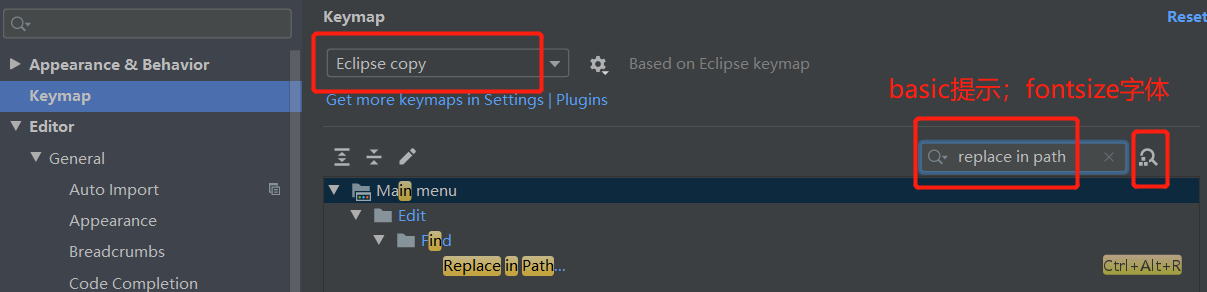 Keymap
Reset
Appearance & Behavior
Eclipse copy
Based on Eclipse keymap
Keymap
Get more keymaps in Settings | Plugins
basic提示；fontsize字体
Editor
General
replace in path
Auto Import
Main menu
Appearance
Edit
Breadcrumbs
Find
Code Completion
Replace in Path...
Ctrl+Alt+R